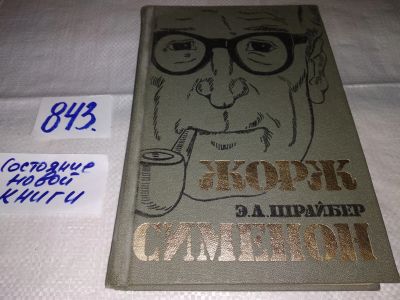 843.
Состояние
новой
книги
ЖОРЖ
Э.А.ШРАЙБЕР
СИМЕНОН